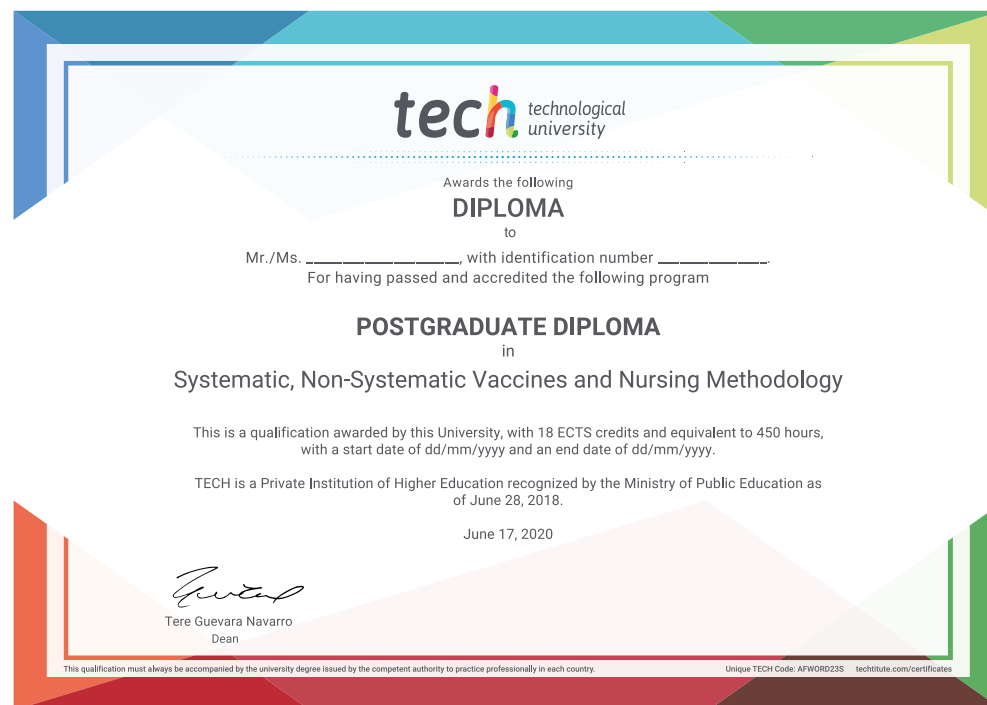 tech technological
university
Awards the following
DIPLOMA
to
Mr./Ms. ____________________, with identification number ______________.
For having passed and accredited the following program
POSTGRADUATE DIPLOMA
in
Systematic, Non-Systematic Vaccines and Nursing Methodology
This is a qualification awarded by this University, with 18 ECTS credits and equivalent to 450 hours,
with a start date of dd/mm/yyyy and an end date of dd/mm/yyyy.
TECH is a Private Institution of Higher Education recognized by the Ministry of Public Education as
of June 28, 2018.
June 17, 2020
Tere Guevara Navarro
Dean
This qualification must always be accompanied by the university degree issued by the competent authority to practice professionally in each country. Unique TECH Code: AFWORD23S techtitute.com/certificates